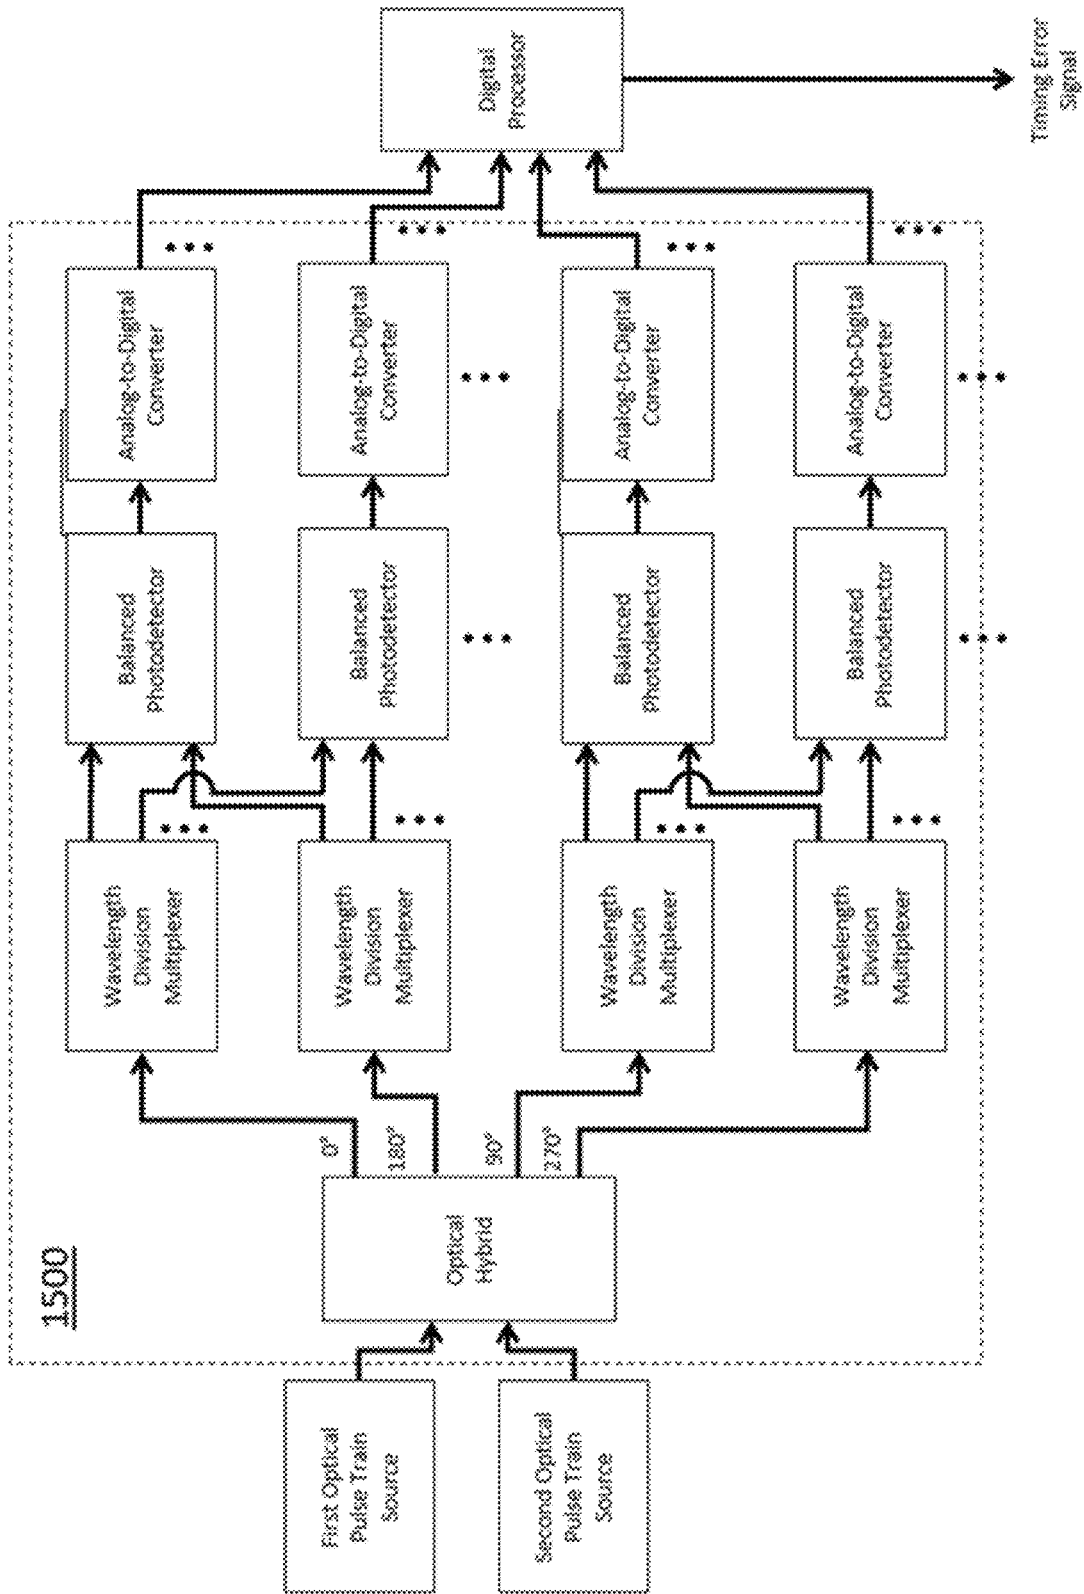 1500
First Optical
Pulse Train
Source
Second Optical
Pulse Train
Source
Optical
Hybrid
0°
180°
90°
270°
Wavelength
Division
Multiplexer
Wavelength
Division
Multiplexer
Wavelength
Division
Multiplexer
Wavelength
Division
Multiplexer
Balanced
Photodetector
Balanced
Photodetector
Balanced
Photodetector
Balanced
Photodetector
Analog-to-Digital
Converter
Analog-to-Digital
Converter
Analog-to-Digital
Converter
Analog-to-Digital
Converter
Digital
Processor
Timing Error
Signal